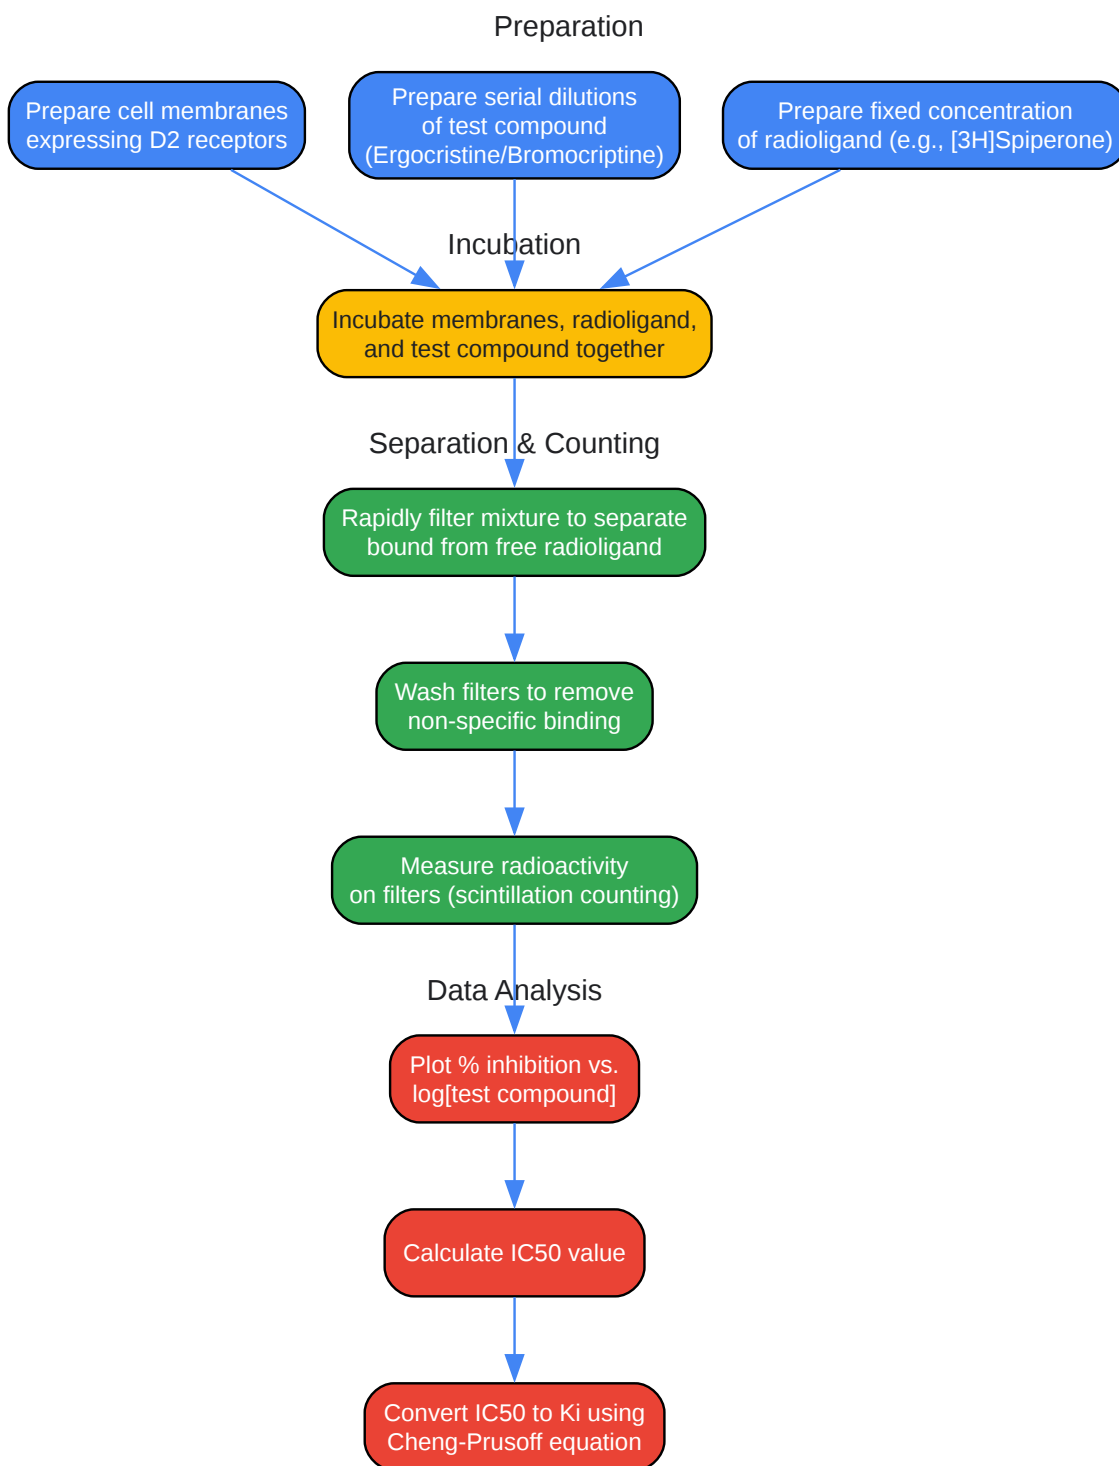 Preparation
Prepare cell membranes
expressing D2 receptors
Prepare serial dilutions
of test compound
(Ergocristine/Bromocriptine)
Prepare fixed concentration
of radioligand (e.g., [3H]Spiperone)
Incubation
Incubate membranes, radioligand,
and test compound together
Separation & Counting
Rapidly filter mixture to separate
bound from free radioligand
Wash filters to remove
non-specific binding
Measure radioactivity
on filters (scintillation counting)
Data Analysis
Plot % inhibition vs.
log[test compound]
Calculate IC50 value
Convert IC50 to Ki using
Cheng-Prusoff equation